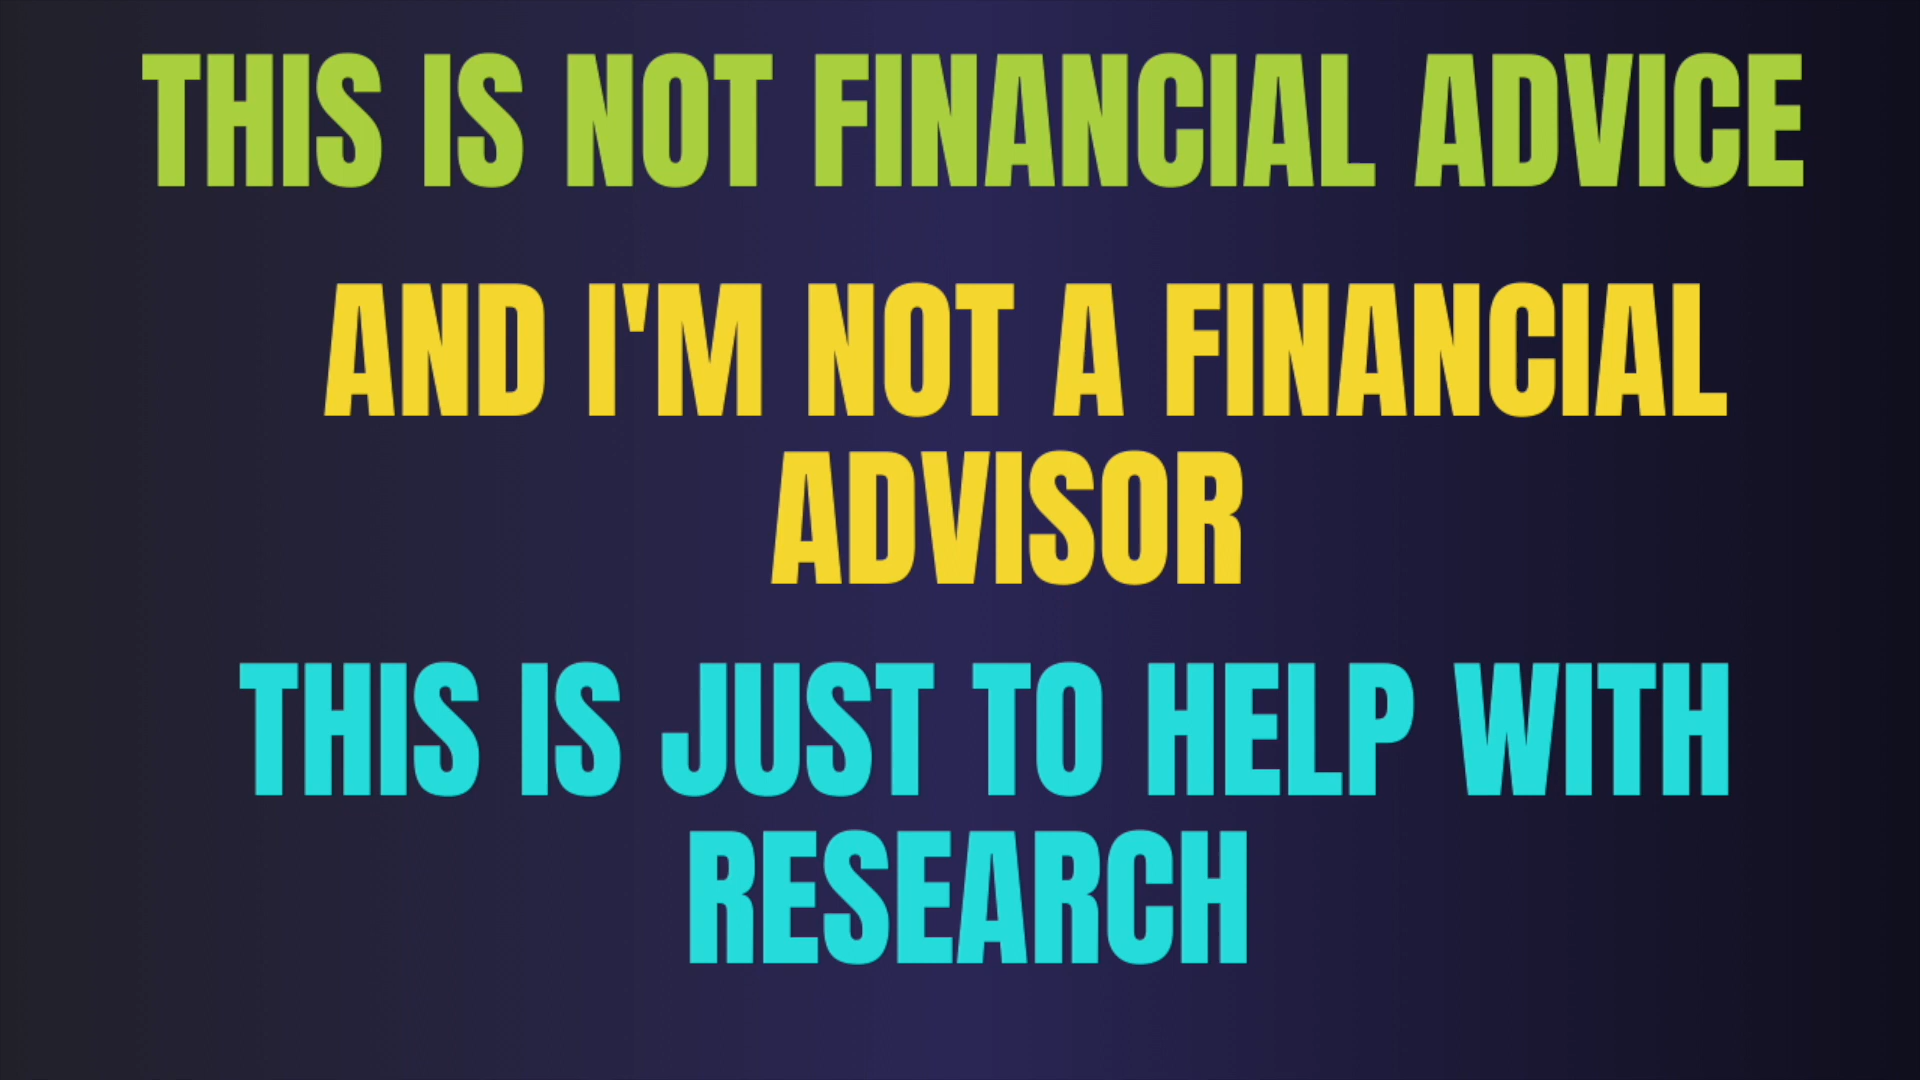 THIS IS NOT FINANCIAL ADVICE
AND I'M NOT A FINANCIAL
ADVISOR
THIS IS JUST TO HELP WITH
RESEARCH